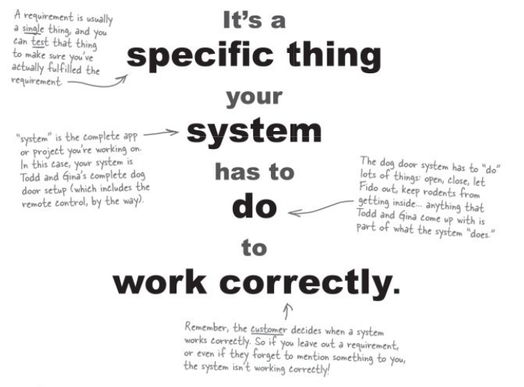 It's a
specific thing
your
system
has to
do
to
work correctly.
A requirement is usually
a single thing, and you
can test that thing
to make sure you've
actually fulfilled the
requirement.
"system" is the complete app
or project you're working on.
In this case, your system is
Todd and Gina's complete dog
door setup (which includes the
remote control, by the way).
The dog door system has to "do"
lots of things: open, close, let
Fido out, keep rodents from
getting inside... anything that
Todd and Gina come up with is
part of what the system "does."
Remember, the customer decides when a system
works correctly. So if you leave out a requirement,
or even if they forget to mention something to you,
the system isn't working correctly!